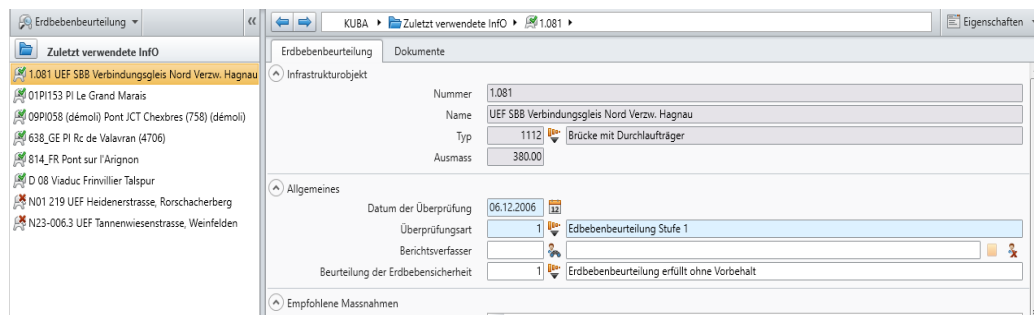 Erdbebenbeurteilung
KUBA Zuletzt verwendete InfO 1.081
Eigenschaften
Zuletzt verwendete InfO
1.081 UEF SBB Verbindungsgleis Nord Verzw. Hagnau
01PI153 PI Le Grand Marais
09PI058 (démoli) Pont JCT Chexbres (758) (démoli)
638_GE PI Rc de Valavran (4706)
814_FR Pont sur l'Arignon
D 08 Viaduc Frinvillier Talspur
N01 219 UEF Heidenerstrasse, Rorschacherberg
N23-006.3 UEF Tannenwiesenstrasse, Weinfelden
Erdbebenbeurteilung Dokumente
Infrastrukturobjekt
Nummer 1.081
Name UEF SBB Verbindungsgleis Nord Verzw. Hagnau
Typ 1112 Brücke mit Durchlaufträger
Ausmass 380.00
Allgemeines
Datum der Überprüfung 06.12.2006 12
Überprüfungsart 1 Edbebenbeurteilung Stufe 1
Berichtsverfasser
Beurteilung der Erdbebensicherheit 1 Erdbebenbeurteilung erfüllt ohne Vorbehalt
Empfohlene Massnahmen